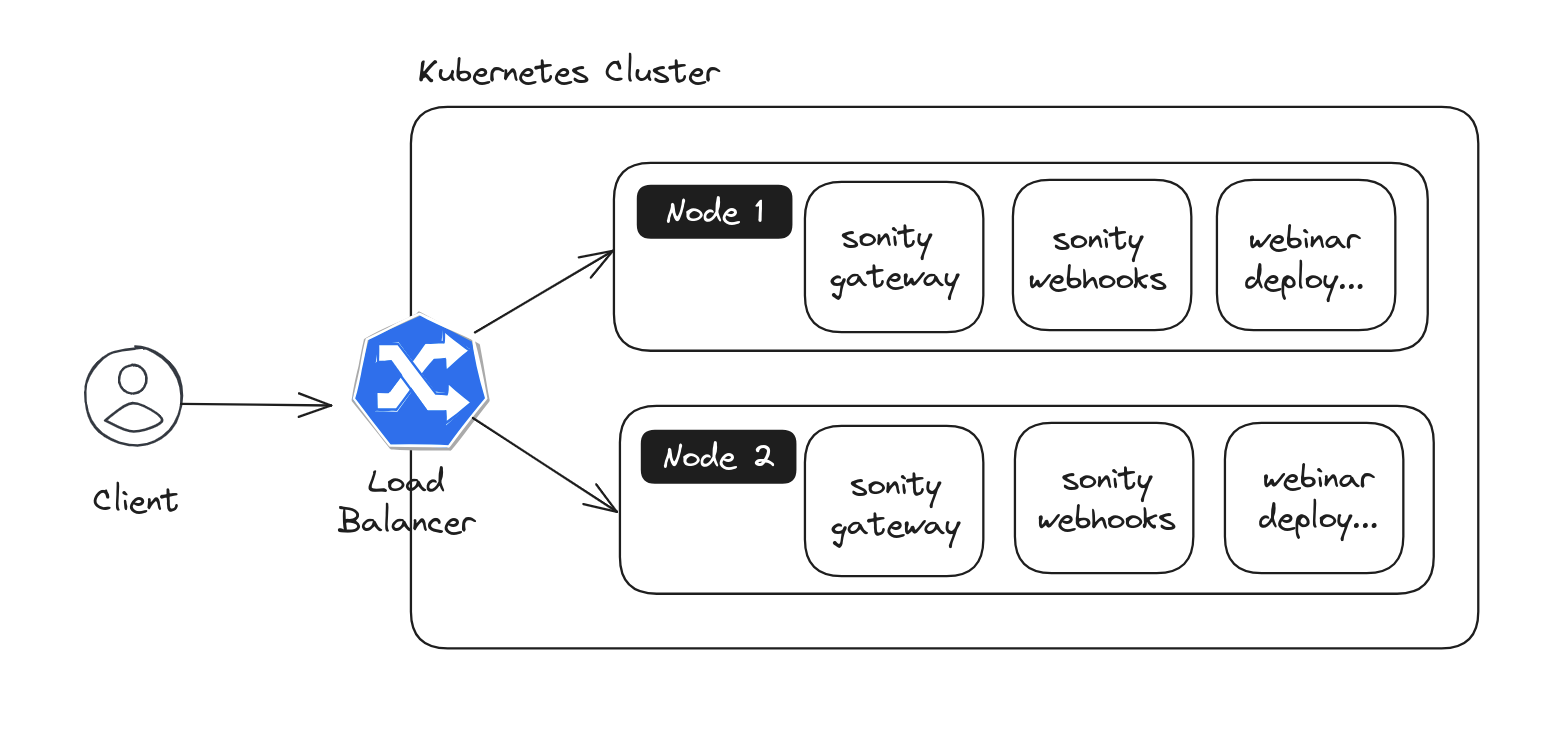 Kubernetes Cluster
Node 1
sonity
gateway
sonity
webhooks
webinar
deploy...
Client
Load
Balancer
Node 2
sonity
gateway
sonity
webhooks
webinar
deploy...